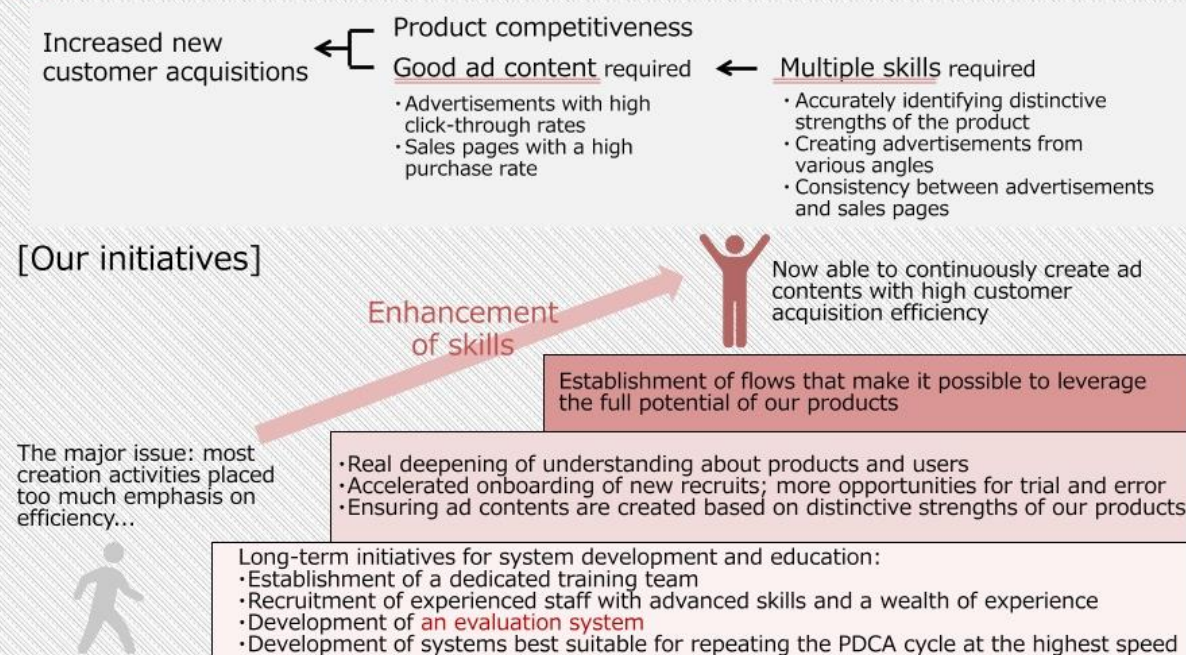 Increased new
customer acquisitions
Product competitiveness
Good ad content required
・Advertisements with high
click-through rates
・Sales pages with a high
purchase rate
Multiple skills required
・Accurately identifying distinctive
strengths of the product
・Creating advertisements from
various angles
・Consistency between advertisements
and sales pages
[Our initiatives]
Enhancement
of skills
Now able to continuously create ad
contents with high customer
acquisition efficiency
Establishment of flows that make it possible to leverage
the full potential of our products
The major issue: most
creation activities placed
too much emphasis on
efficiency...
・Real deepening of understanding about products and users
・Accelerated onboarding of new recruits; more opportunities for trial and error
・Ensuring ad contents are created based on distinctive strengths of our products
Long-term initiatives for system development and education:
・Establishment of a dedicated training team
・Recruitment of experienced staff with advanced skills and a wealth of experience
・Development of an evaluation system
・Development of systems best suitable for repeating the PDCA cycle at the highest speed